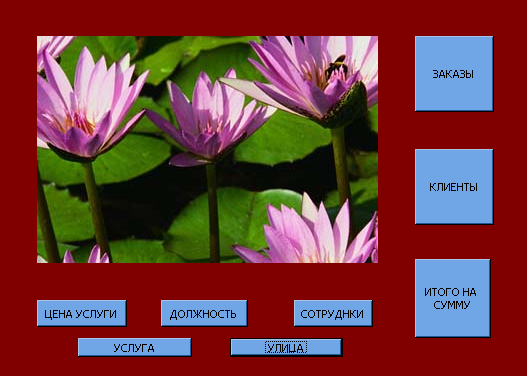 ЗАКАЗЫ
КЛИЕНТЫ
ИТОГО НА
СУММУ
ЦЕНА УСЛУГИ
ДОЛЖНОСТЬ
СОТРУДНКИ
УСЛУГА
УЛИЦА